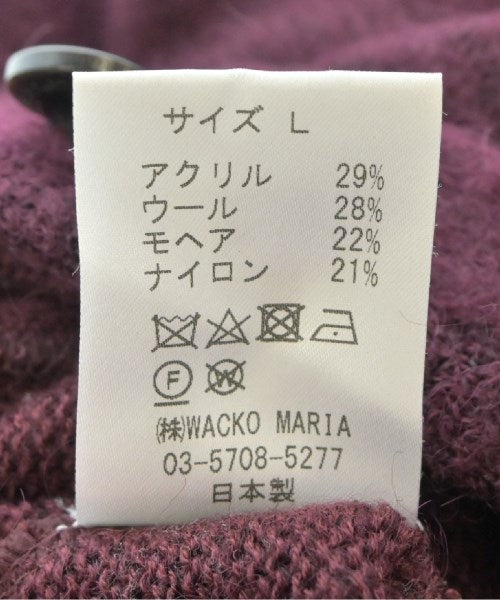 サイズ L
アクリル 29%
ウール 28%
モヘア 22%
ナイロン 21%
F W
㈱WACKO MARIA
03-5708-5277
日本製